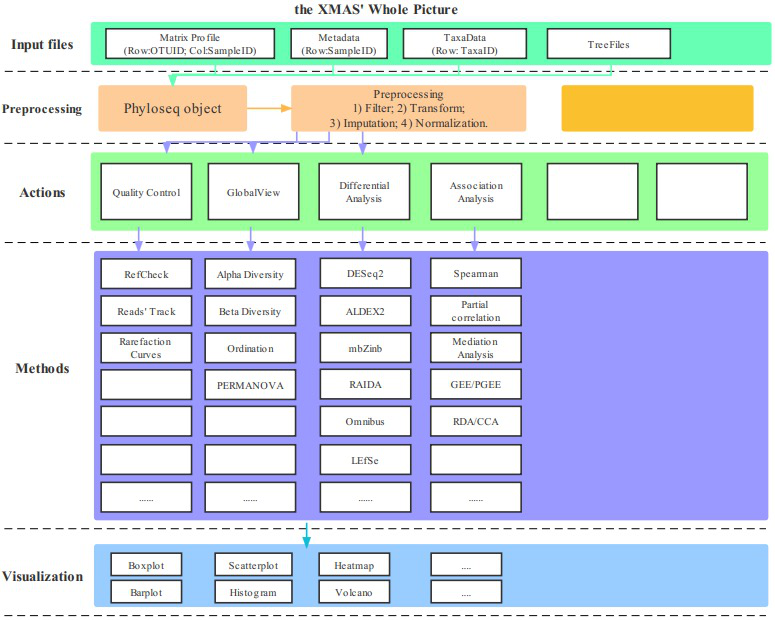 the XMAS' Whole Picture
Input files
Matrix Profile
(Row:OTUID; Col:SampleID)
Metadata
(Row:SampleID)
TaxaData
(Row: TaxaID)
TreeFiles
Preprocessing
Phyloseq object
Preprocessing
1) Filter; 2) Transform;
3) Imputation; 4) Normalization.
Actions
Quality Control
GlobalView
Differential
Analysis
Association
Analysis
Methods
RefCheck
Alpha Diversity
DESeq2
Spearman
Reads' Track
Beta Diversity
ALDEX2
Partial
correlation
Rarefaction
Curves
Ordination
mbZinb
Mediation
Analysis
PERMANOVA
RAIDA
GEE/PGEE
Omnibus
RDA/CCA
LEfSe
......
......
......
......
Visualization
Boxplot
Scatterplot
Heatmap
....
Barplot
Histogram
Volcano
....